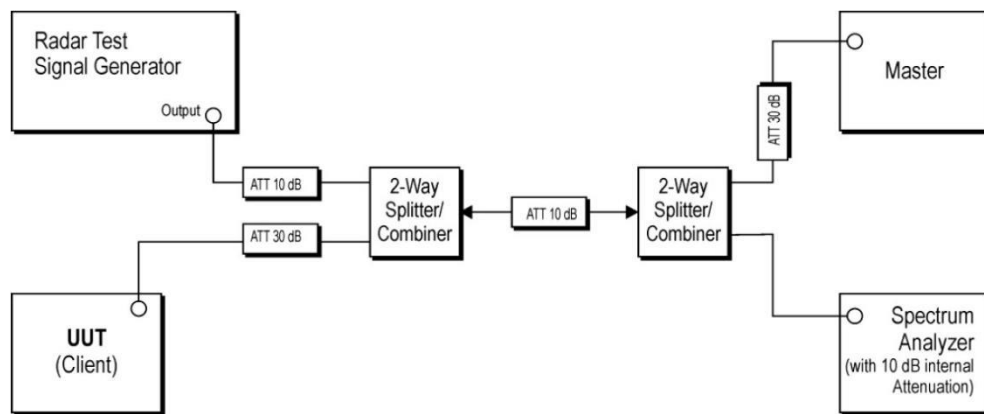 Radar Test
Signal Generator
Output
ATT 10 dB
ATT 30 dB
UUT
(Client)
2-Way
Splitter/
Combiner
ATT 10 dB
2-Way
Splitter/
Combiner
ATT 30 dB
Master
Spectrum
Analyzer
(with 10 dB internal
Attenuation)